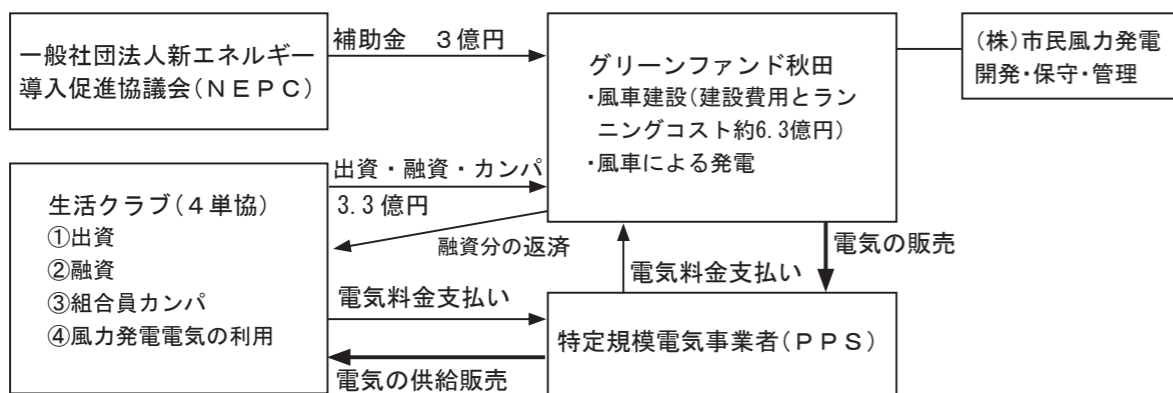 一般社団法人新エネルギー
導入促進協議会(ＮＥＰＣ)
補助金　３億円
グリーンファンド秋田
・風車建設(建設費用とラン
ニングコスト約6.3億円)
・風車による発電
(株)市民風力発電
開発・保守・管理
生活クラブ(４単協)
①出資
②融資
③組合員カンパ
④風力発電電気の利用
出資・融資・カンパ
3.3億円
融資分の返済
電気料金支払い
電気の販売
電気料金支払い
特定規模電気事業者(ＰＰＳ)
電気の供給販売